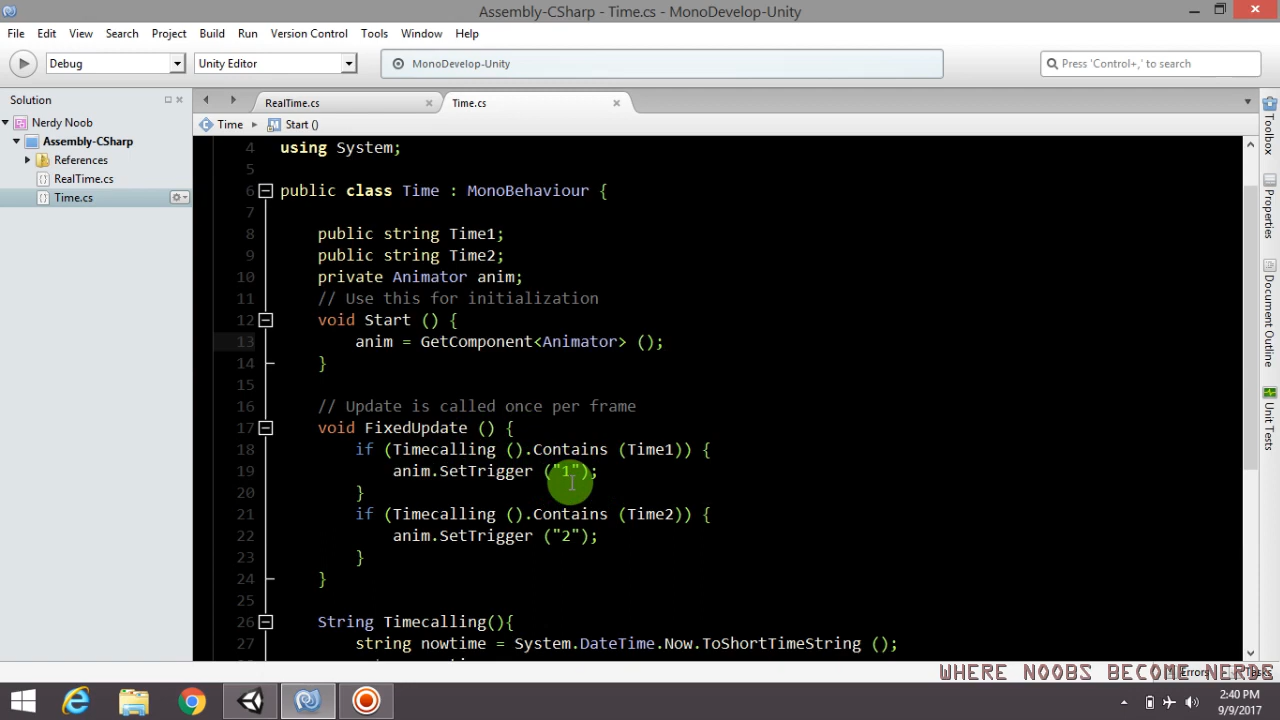 Assembly-CSharp - Time.cs - MonoDevelop-Unity
File Edit View Search Project Build Run Version Control Tools Window Help
Debug Unity Editor MonoDevelop-Unity Press 'Control+,' to search
Solution
RealTime.cs Time.cs
Nerdy Noob
Assembly-CSharp
References
RealTime.cs
Time.cs
Time Start ()
4 using System;
5
6 public class Time : MonoBehaviour {
7
8 public string Time1;
9 public string Time2;
10 private Animator anim;
11 // Use this for initialization
12 void Start () {
13 anim = GetComponent<Animator> ();
14 }
15
16 // Update is called once per frame
17 void FixedUpdate () {
18 if (Timecalling ().Contains (Time1)) {
19 anim.SetTrigger ("1");
20 }
21 if (Timecalling ().Contains (Time2)) {
22 anim.SetTrigger ("2");
23 }
24 }
25
26 String Timecalling(){
27 string nowtime = System.DateTime.Now.ToShortTimeString ();
Toolbox
Properties
Document Outline
Unit Tests
Errors Tasks
WHERE NOOBS BECOME NERDS
2:40 PM
9/9/2017